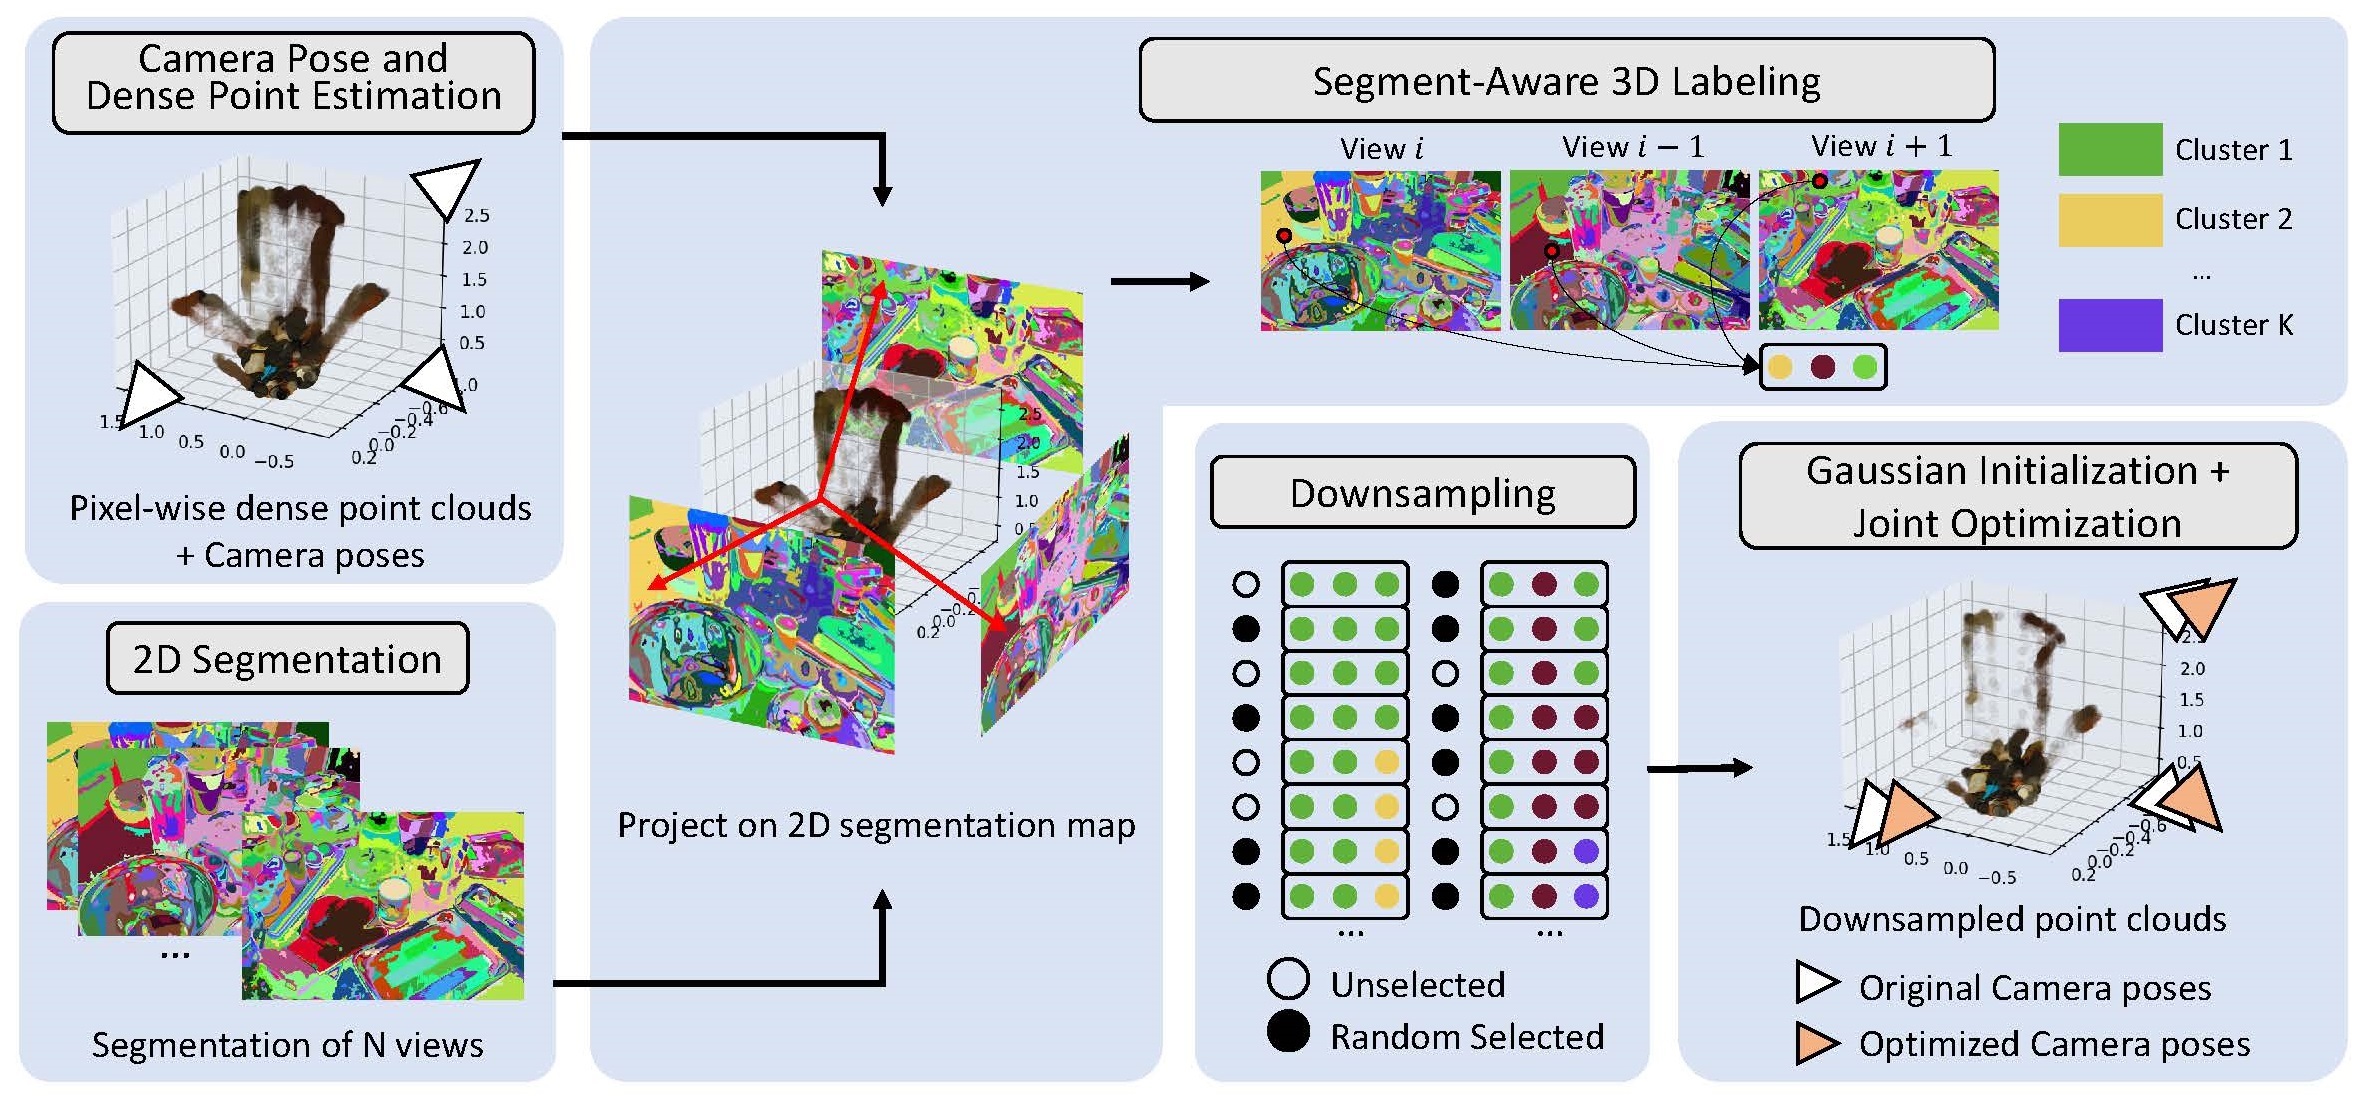 Camera Pose and
Dense Point Estimation
2.5
2.0
1.5
1.0
0.5
.0
1.5
1.0
0.5
0.0
−0.5
0.2
0.0
−0.2
−0.4
−0.6
Pixel-wise dense point clouds
+ Camera poses
2D Segmentation
...
Segmentation of N views
2.5
2.0
1.5
1.0
0.5
0.2
0.0
−0.2
Project on 2D segmentation map
Segment-Aware 3D Labeling
View i
View i − 1
View i + 1
Cluster 1
Cluster 2
...
Cluster K
Downsampling
...
...
Unselected
Random Selected
Gaussian Initialization +
Joint Optimization
2.0
1.5
1.0
0.5
1.5
1.0
0.5
0.0
−0.5
0.2
0.0
−0.2
−0.4
−0.6
Downsampled point clouds
Original Camera poses
Optimized Camera poses